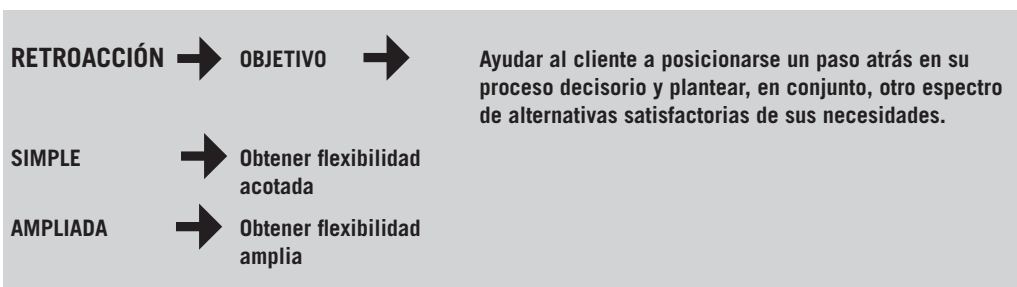 RETROACCIÓN OBJETIVO Ayudar al cliente a posicionarse un paso atrás en su
proceso decisorio y plantear, en conjunto, otro espectro
de alternativas satisfactorias de sus necesidades.
SIMPLE Obtener flexibilidad
acotada
AMPLIADA Obtener flexibilidad
amplia